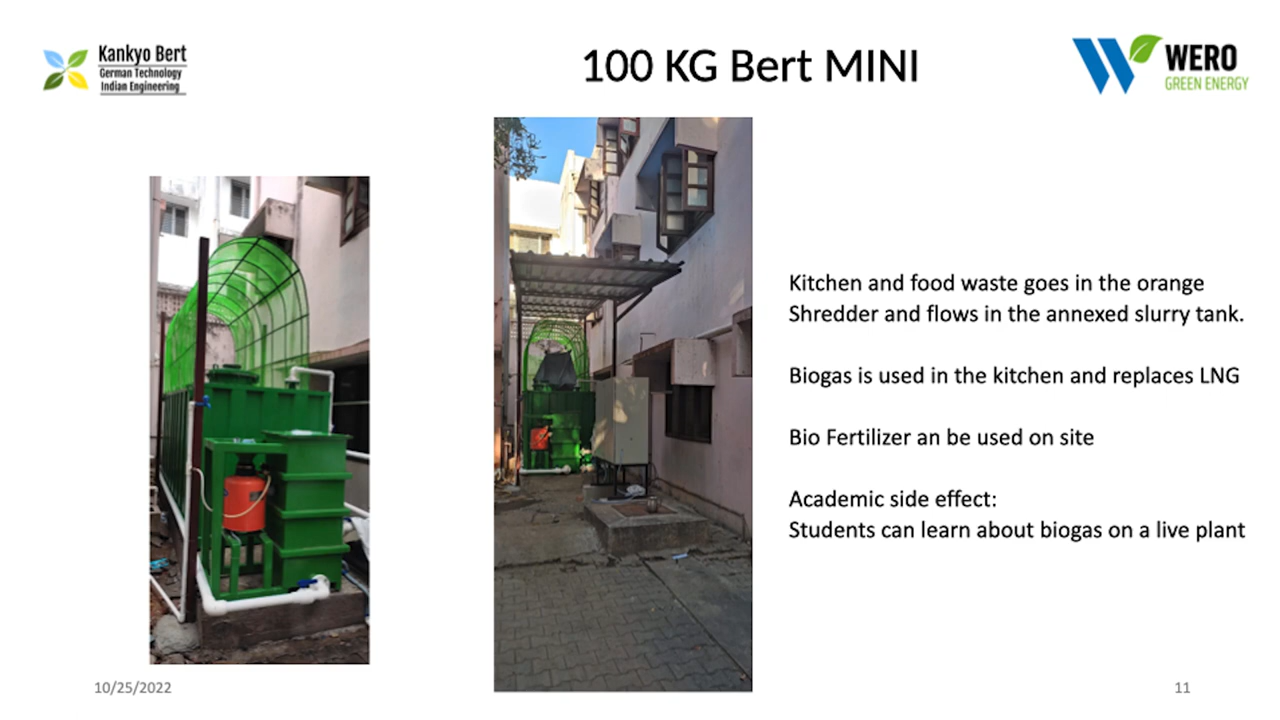 Kankyo Bert
German Technology
Indian Engineering
100 KG Bert MINI
WERO
GREEN ENERGY
Kitchen and food waste goes in the orange
Shredder and flows in the annexed slurry tank.
Biogas is used in the kitchen and replaces LNG
Bio Fertilizer an be used on site
Academic side effect:
Students can learn about biogas on a live plant
10/25/2022
11